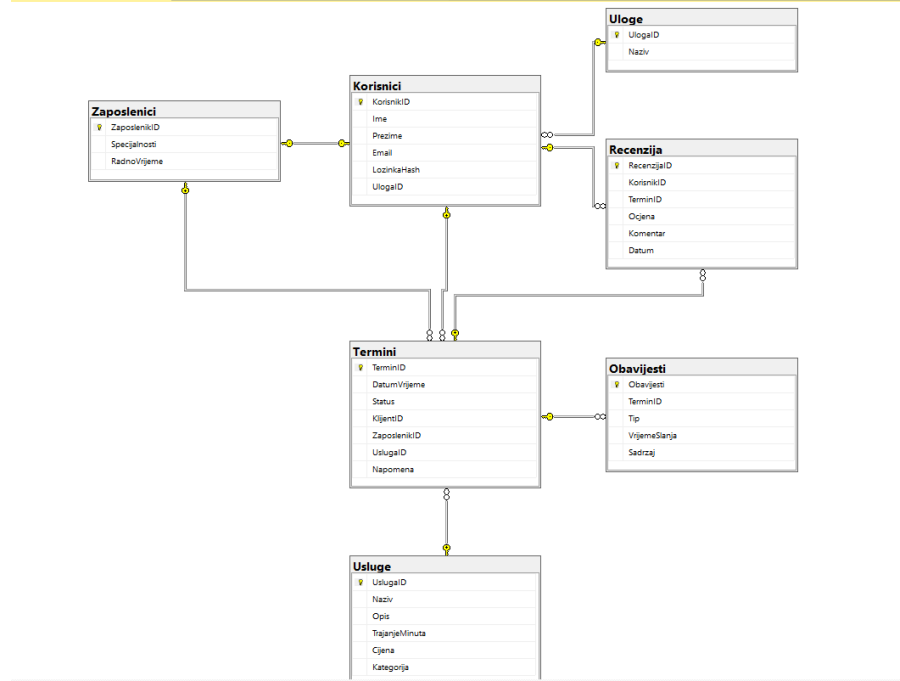 Uloge
UlogaID
Naziv
Korisnici
KorisnikID
Ime
Prezime
Email
LozinkaHash
UlogaID
Zaposlenici
ZaposlenikID
Specijalnosti
RadnoVrijeme
Recenzija
RecenzijaID
KorisnikID
TerminID
Ocjena
Komentar
Datum
Termini
TerminID
DatumVrijeme
Status
KlijentID
ZaposlenikID
UslugaID
Napomena
Obavijesti
Obavijesti
TerminID
Tip
VrijemeSlanja
Sadrzaj
Usluge
UslugaID
Naziv
Opis
TrajanjeMinuta
Cijena
Kategorija